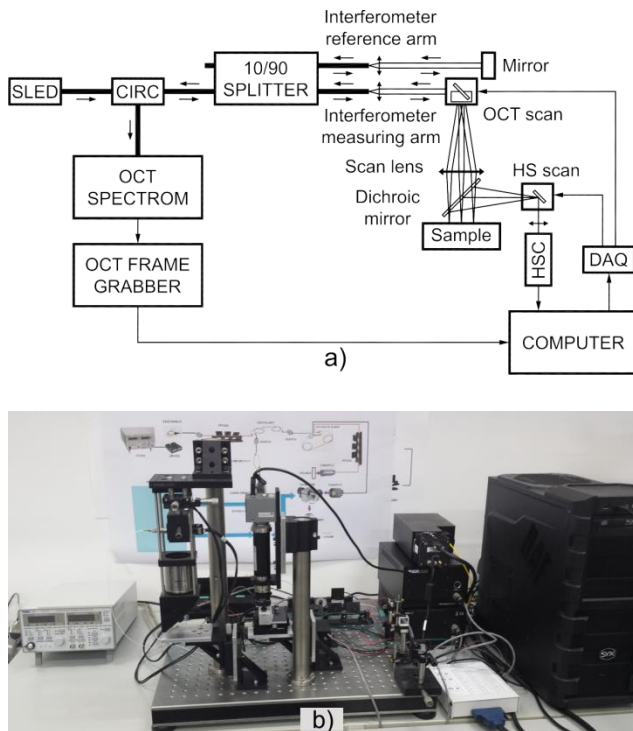 Interferometer
reference arm
Mirror
SLED
CIRC
10/90
SPLITTER
Interferometer
measuring arm
OCT scan
OCT
SPECTROM
Scan lens
Dichroic
mirror
HS scan
Sample
HSC
DAQ
OCT FRAME
GRABBER
COMPUTER
a)
b)